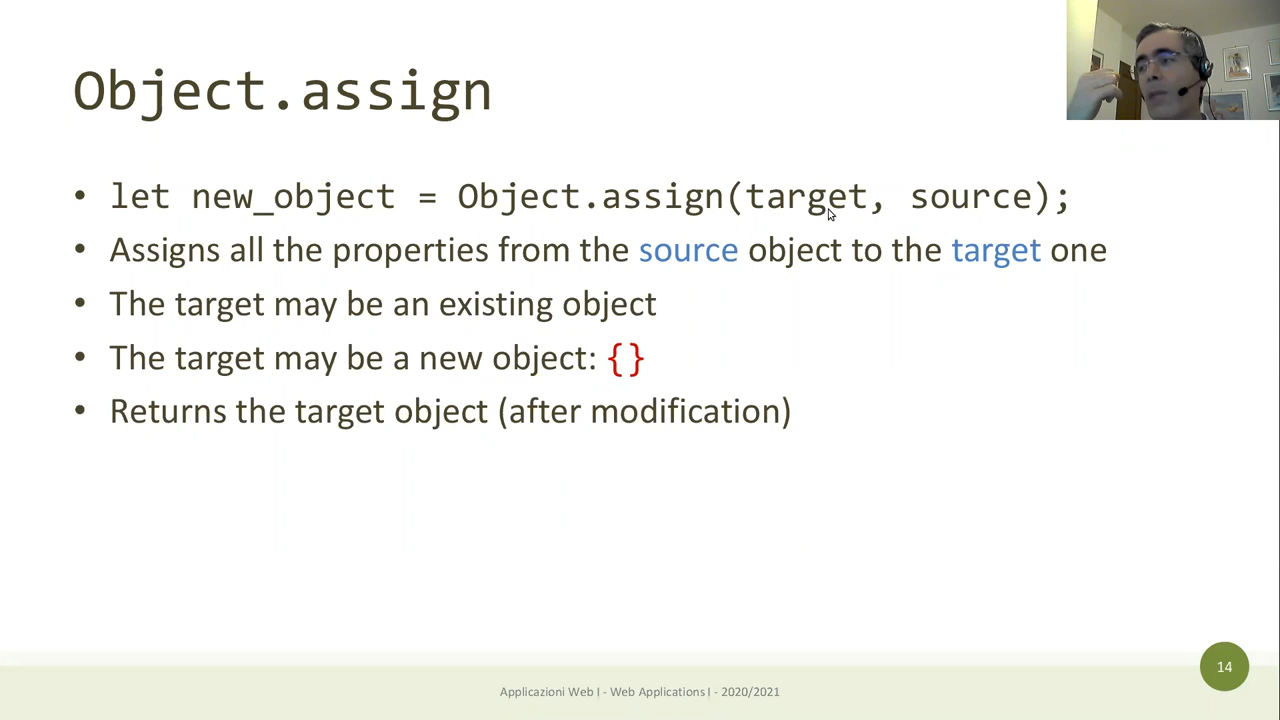 Object.assign
• let new_object = Object.assign(target, source);
• Assigns all the properties from the source object to the target one
• The target may be an existing object
• The target may be a new object: {}
• Returns the target object (after modification)
14
Applicazioni Web I - Web Applications I - 2020/2021